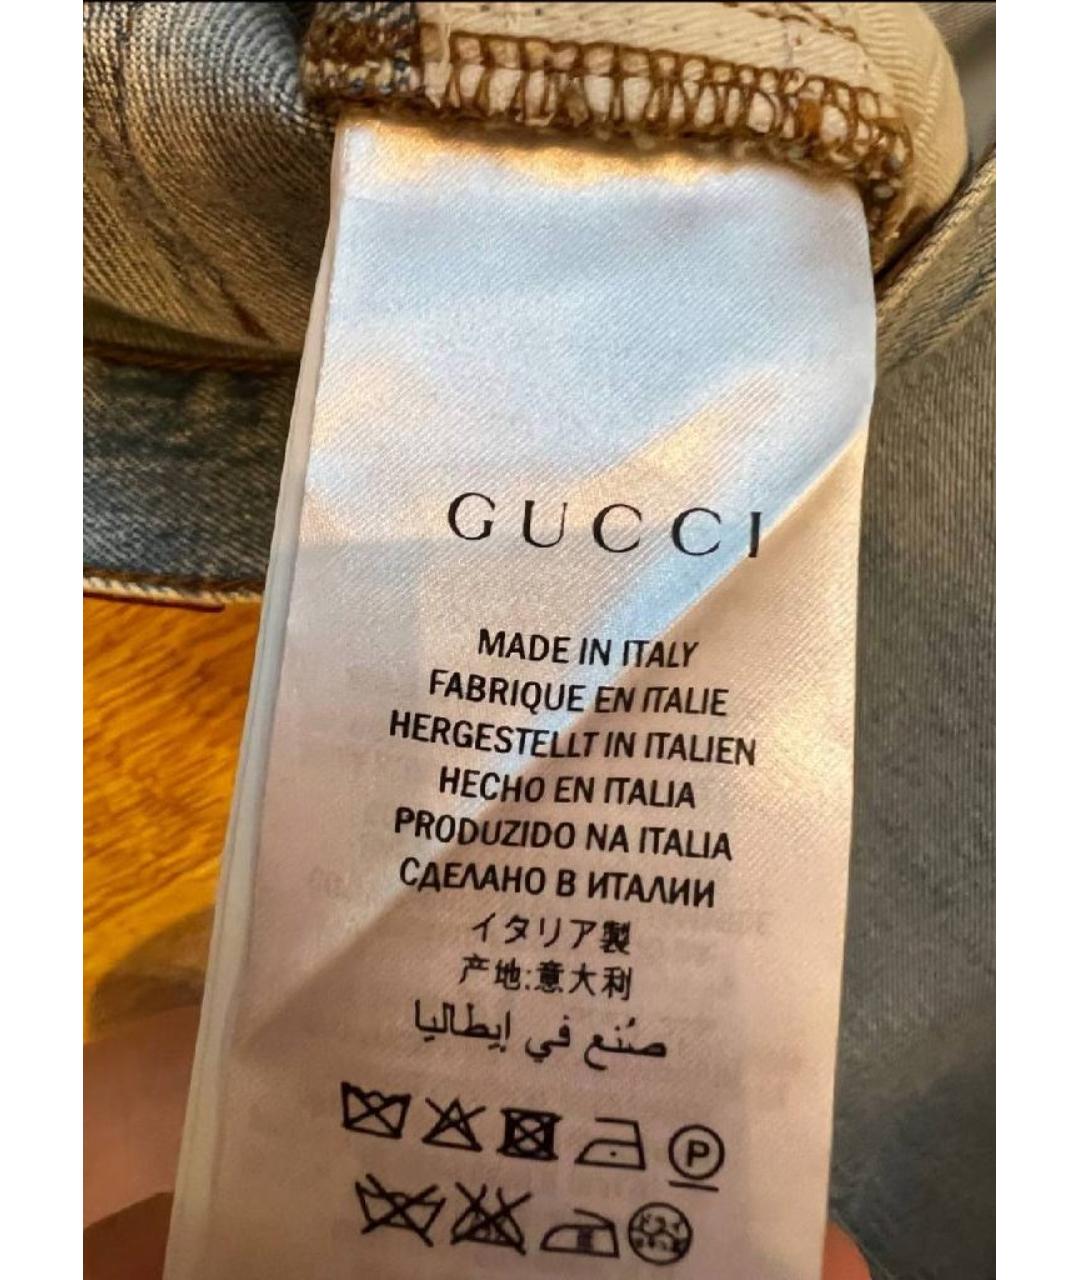 GUCCI
MADE IN ITALY
FABRIQUE EN ITALIE
HERGESTELLT IN ITALIEN
HECHO EN ITALIA
PRODUZIDO NA ITALIA
СДЕЛАНО В ИТАЛИИ
イタリア製
产地:意大利
صُنع في إيطاليا
P